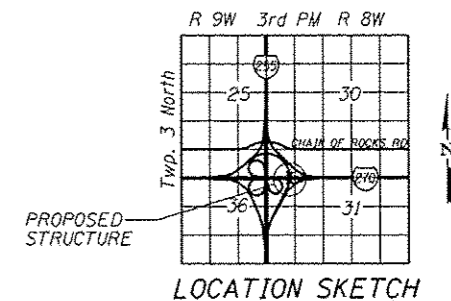 R 9W 3rd PM R 8W
Twp. 3 North
255
25 30
CHAIN OF ROCKS RD
270
36 31
PROPOSED
STRUCTURE
N
LOCATION SKETCH